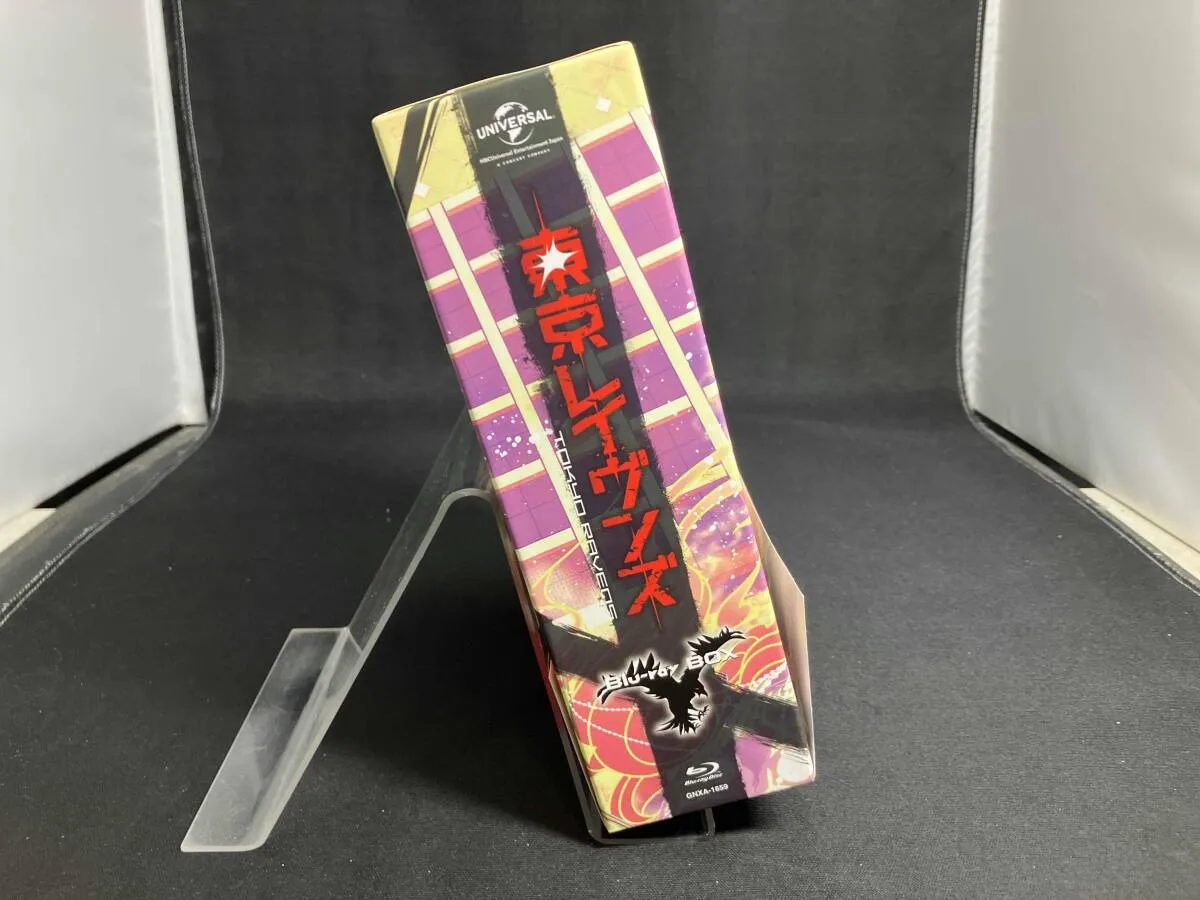 UNIVERSAL
NBCUniversal Entertainment Japan
A COMCAST COMPANY
東京レイヴンズ
TOKYO RAVENS
Blu-ray BOX
Blu-ray Disc
GNXA-1659